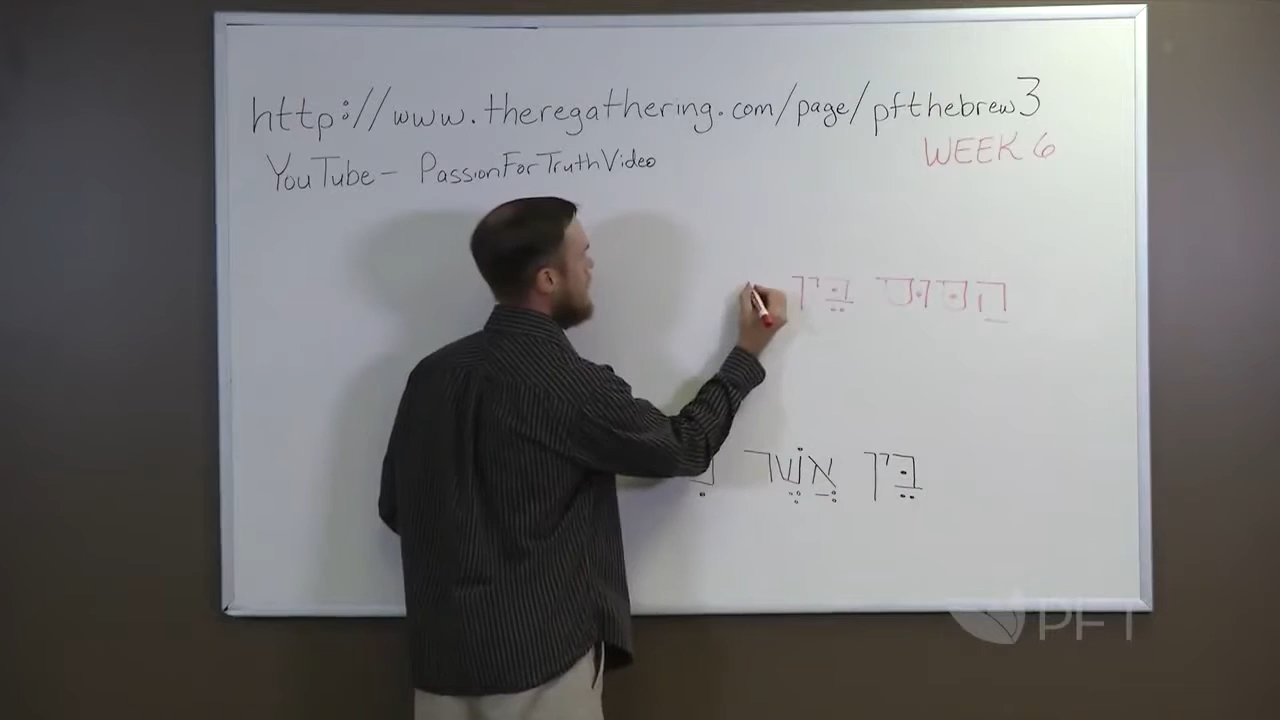 http://www.theregathering.com/page/pfthebrew3
WEEK 6
YouTube- PassionForTruthVideo
הַסּוּס בֵּין
בֵּין אֲשֶׁר
PFT